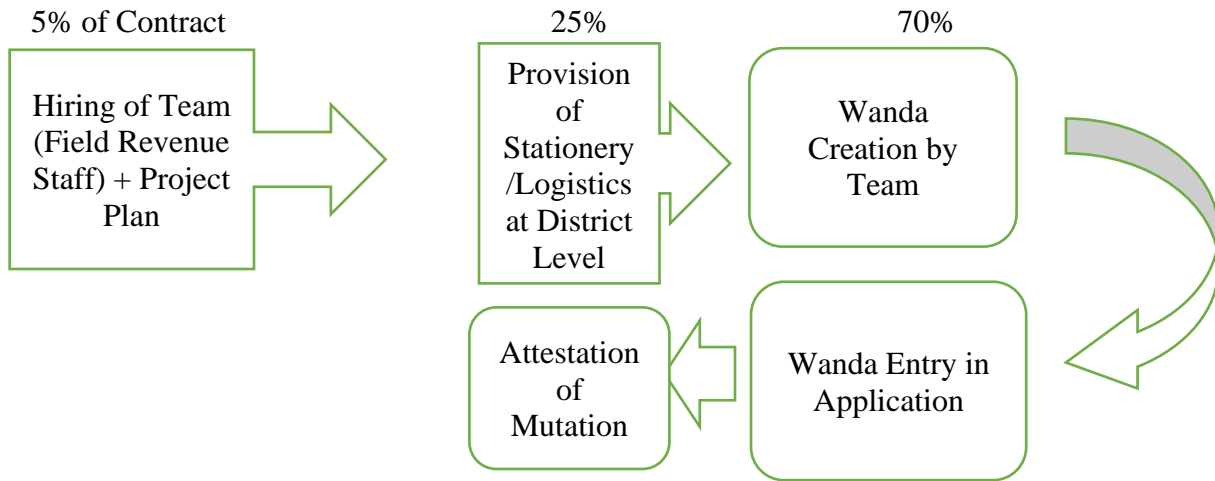 5% of Contract
25%
70%
Hiring of Team
(Field Revenue
Staff) + Project
Plan
Provision
of
Stationery
/Logistics
at District
Level
Wanda
Creation by
Team
Wanda Entry in
Application
Attestation
of
Mutation